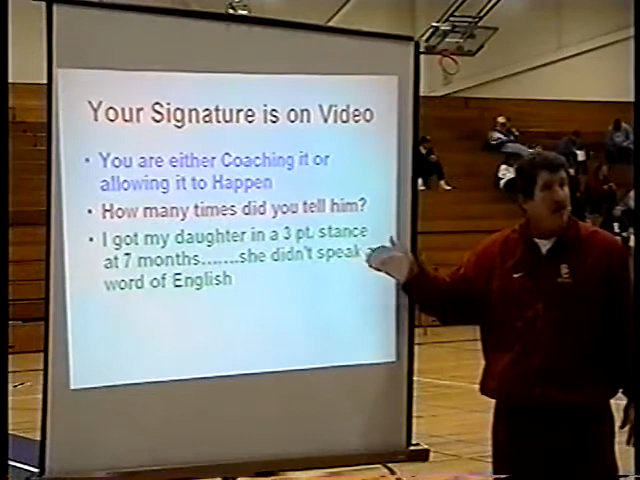 Your Signature is on Video
• You are either Coaching it or
allowing it to Happen
• How many times did you tell him?
• I got my daughter in a 3 pt. stance
at 7 months.......she didn't speak
word of English